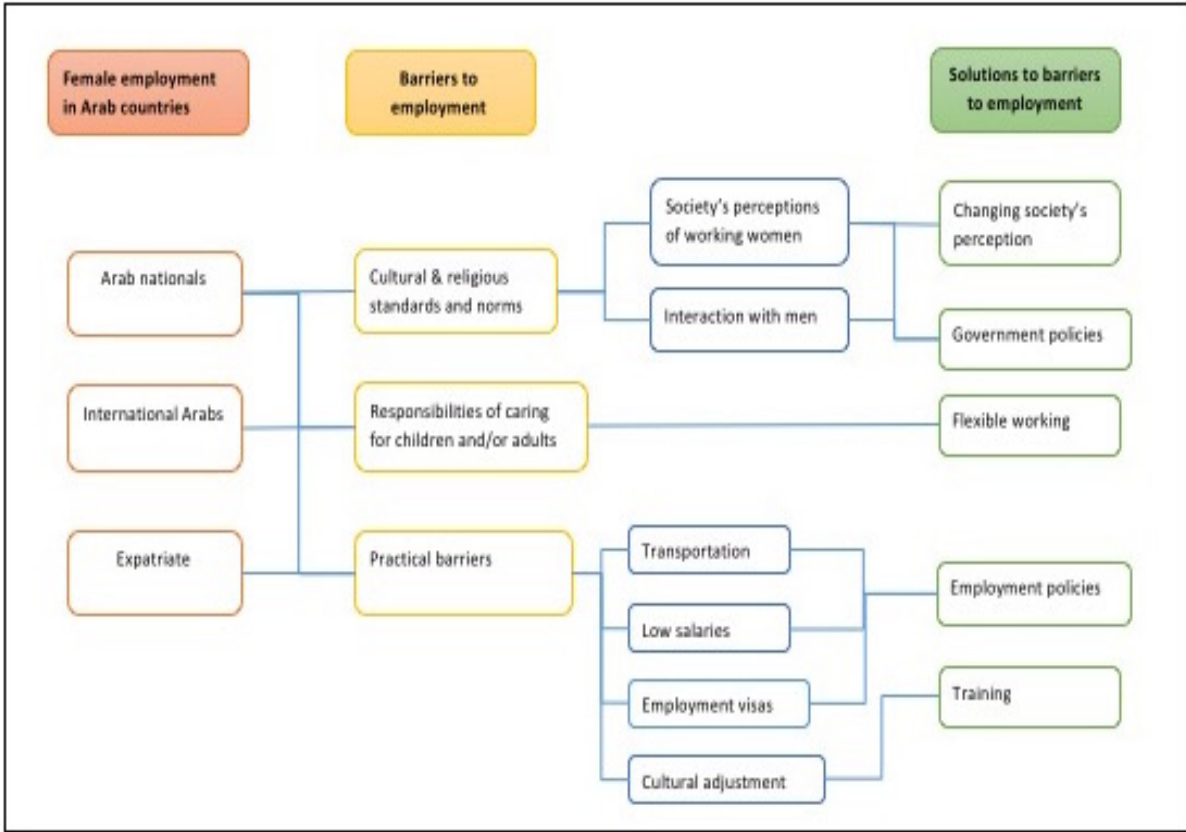 Female employment
in Arab countries
Barriers to
employment
Solutions to barriers
to employment
Arab nationals
International Arabs
Expatriate
Cultural & religious
standards and norms
Responsibilities of caring
for children and/or adults
Practical barriers
Society's perceptions
of working women
Interaction with men
Transportation
Low salaries
Employment visas
Cultural adjustment
Changing society's
perception
Government policies
Flexible working
Employment policies
Training